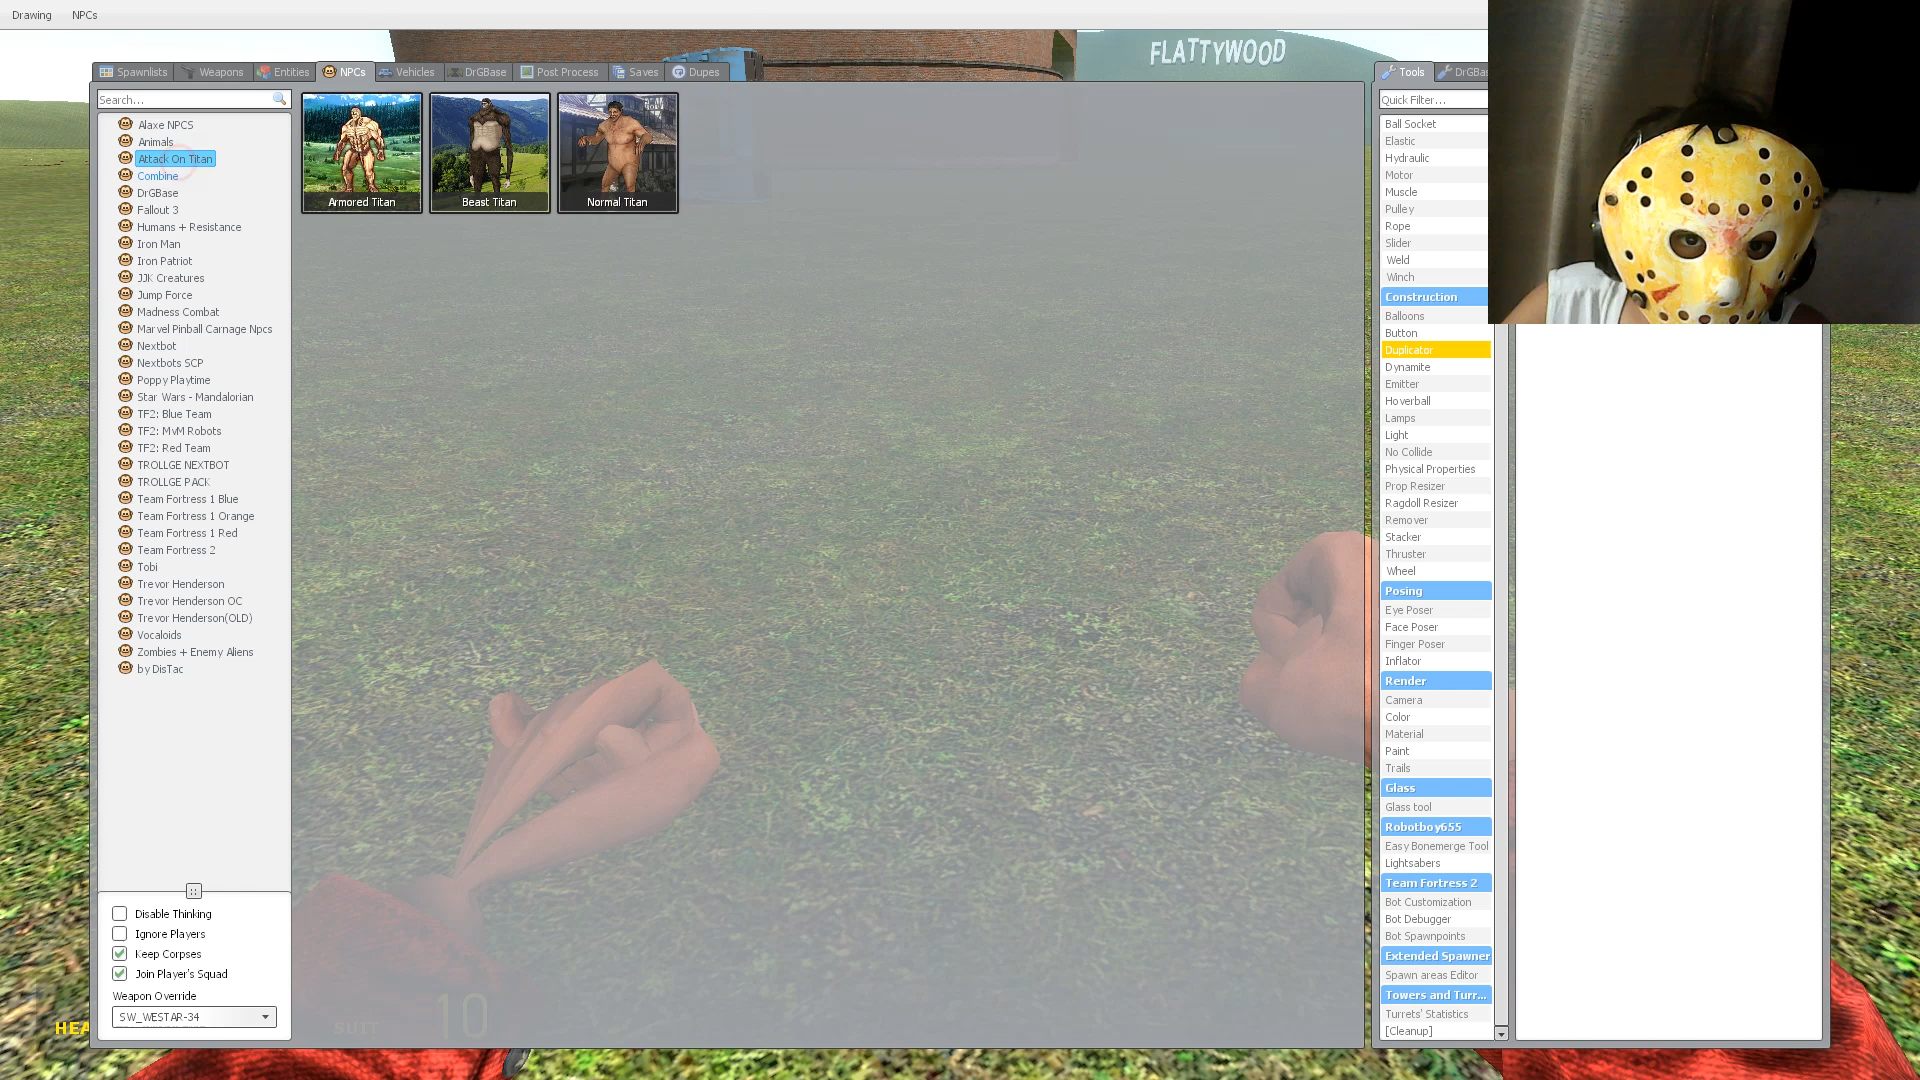 Drawing NPCs
FLATTYWOOD
Spawnlists Weapons Entities NPCs Vehicles DrGBase Post Process Saves Dupes
Search...
Alaxe NPCS
Animals
Attack On Titan
Combine
DrGBase
Fallout 3
Humans + Resistance
Iron Man
Iron Patriot
JJK Creatures
Jump Force
Madness Combat
Marvel Pinball Carnage Npcs
Nextbot
Nextbots SCP
Poppy Playtime
Star Wars - Mandalorian
TF2: Blue Team
TF2: MvM Robots
TF2: Red Team
TROLLGE NEXTBOT
TROLLGE PACK
Team Fortress 1 Blue
Team Fortress 1 Orange
Team Fortress 1 Red
Team Fortress 2
Tobi
Trevor Henderson
Trevor Henderson OC
Trevor Henderson(OLD)
Vocaloids
Zombies + Enemy Aliens
by DisTac
Disable Thinking
Ignore Players
Keep Corpses
Join Player's Squad
Weapon Override
SW_WESTAR-34
Armored Titan Beast Titan Normal Titan
HEA
SUIT 10
Tools DrGBas
Quick Filter...
Ball Socket
Elastic
Hydraulic
Motor
Muscle
Pulley
Rope
Slider
Weld
Winch
Construction
Balloons
Button
Duplicator
Dynamite
Emitter
Hoverball
Lamps
Light
No Collide
Physical Properties
Prop Resizer
Ragdoll Resizer
Remover
Stacker
Thruster
Wheel
Posing
Eye Poser
Face Poser
Finger Poser
Inflator
Render
Camera
Color
Material
Paint
Trails
Glass
Glass tool
Robotboy655
Easy Bonemerge Tool
Lightsabers
Team Fortress 2
Bot Customization
Bot Debugger
Bot Spawnpoints
Extended Spawner
Spawn areas Editor
Towers and Turr...
Turrets' Statistics
[Cleanup]